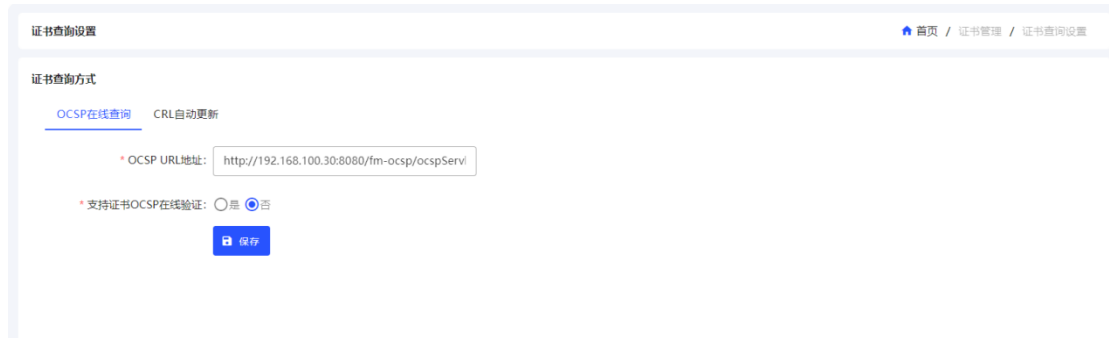 证书查询设置
首页 / 证书管理 / 证书查询设置
证书查询方式
OCSP在线查询 CRL自动更新
* OCSP URL地址: http://192.168.100.30:8080/fm-ocsp/ocspServl
* 支持证书OCSP在线验证: 是 否
保存